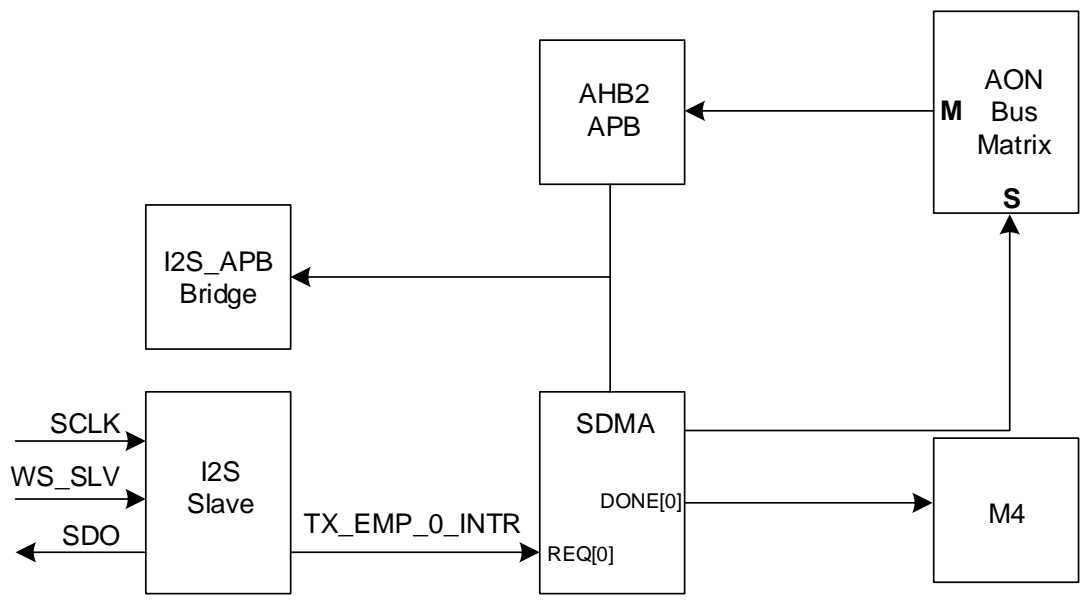 AHB2
APB
AON
Bus
Matrix
M
S
I2S_APB
Bridge
SCLK
WS_SLV
SDO
I2S
Slave
TX_EMP_0_INTR
SDMA
DONE[0]
REQ[0]
M4